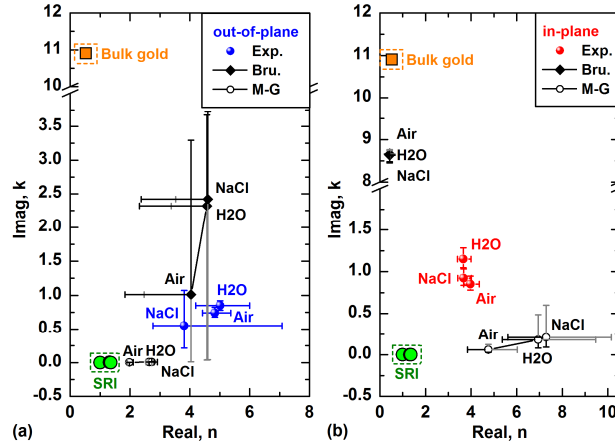 12
11
10
3.5
3.0
2.5
2.0
1.5
1.0
0.5
0.0
-0.5
Imag, k
Bulk gold
out-of-plane
Exp.
Bru.
M-G
NaCl
H2O
Air
H2O
NaCl
Air
Air H2O
NaCl
SRI
0 2 4 6 8
(a) Real, n
12
11
10
9
8
1.5
1.0
0.5
0.0
-0.5
Imag, k
Bulk gold
in-plane
Exp.
Bru.
M-G
Air
H2O
NaCl
H2O
NaCl
Air
Air
NaCl
H2O
SRI
0 2 4 6 8 10
(b) Real, n